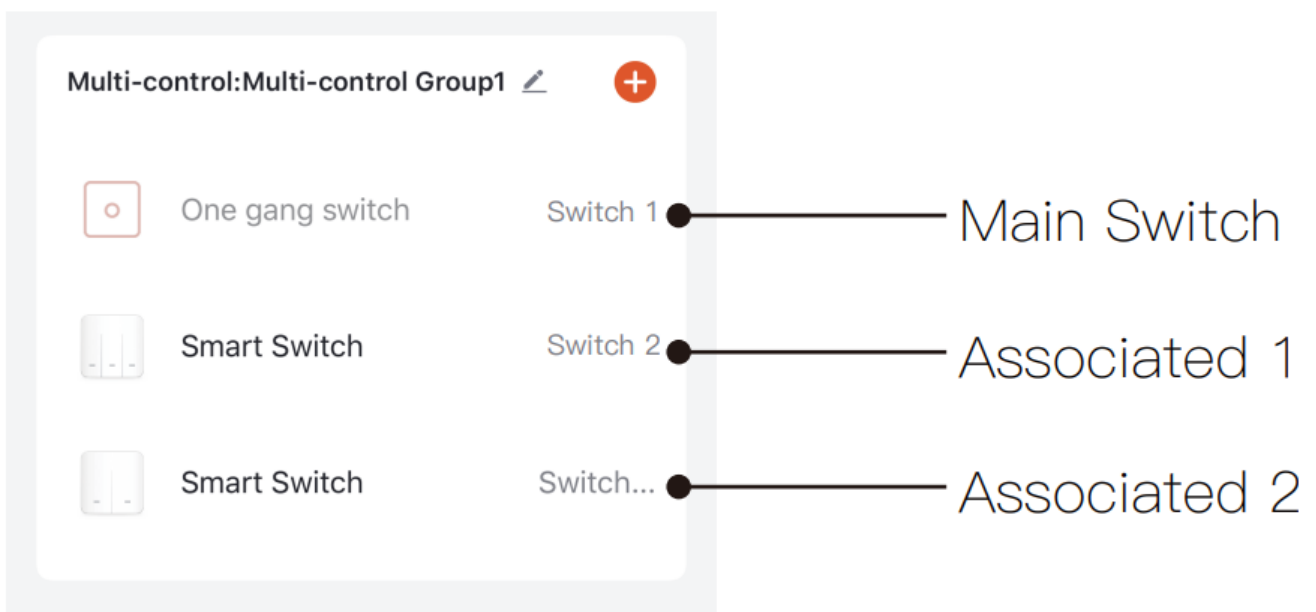 Multi-control:Multi-control Group1
One gang switch Switch 1 Main Switch
Smart Switch Switch 2 Associated 1
Smart Switch Switch... Associated 2